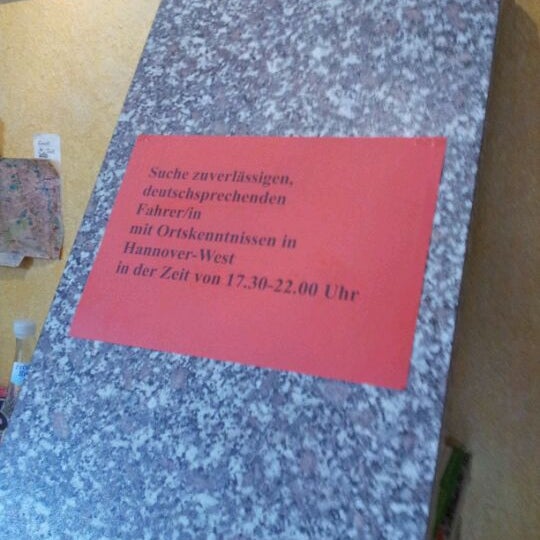 Suche zuverlässigen,
deutschsprechenden
Fahrer/in
mit Ortskenntnissen in
Hannover-West
in der Zeit von 17.30-22.00 Uhr